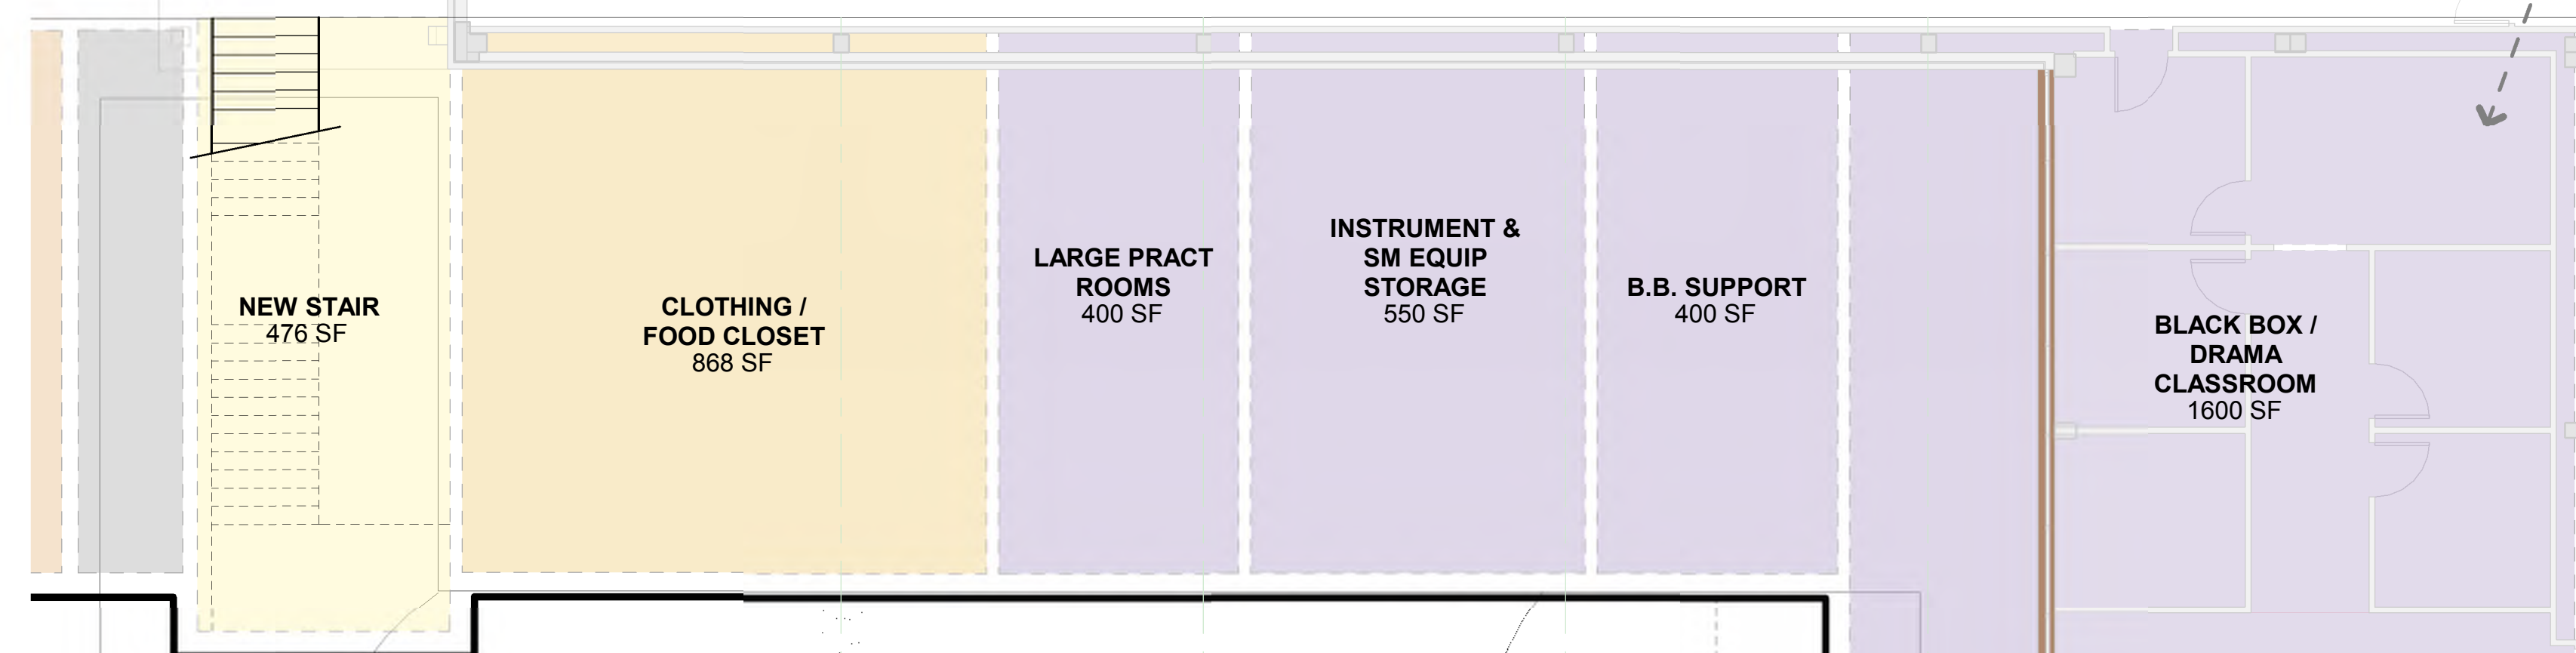 NEW STAIR
476 SF
CLOTHING /
FOOD CLOSET
868 SF
LARGE PRACT
ROOMS
400 SF
INSTRUMENT &
SM EQUIP
STORAGE
550 SF
B.B. SUPPORT
400 SF
BLACK BOX /
DRAMA
CLASSROOM
1600 SF